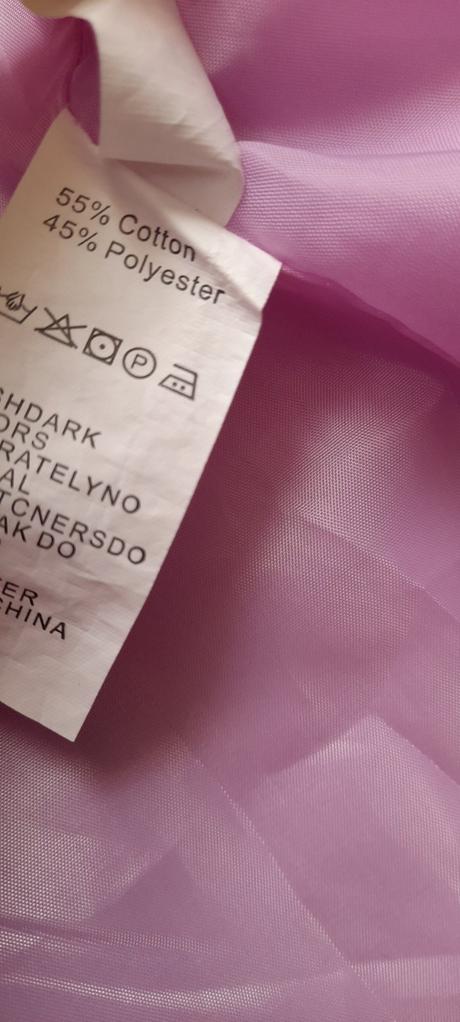 55% Cotton
45% Polyester
P
SHDARK
ORS
RATELYNO
AL
TCNERSDO
AK DO
ER
CHINA